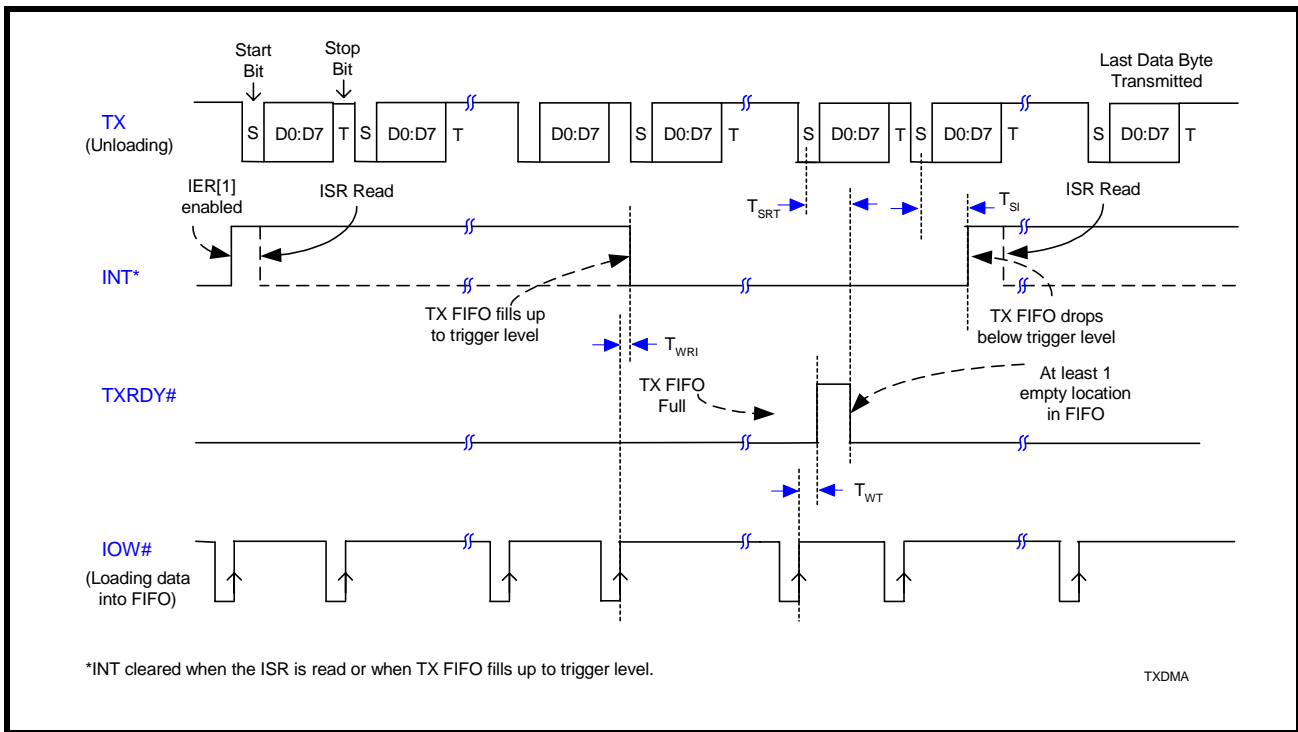 Start
Bit
Stop
Bit
Last Data Byte
Transmitted
TX
(Unloading)
S D0:D7 T S D0:D7 T D0:D7 S D0:D7 T S D0:D7 T S D0:D7 T S D0:D7 T
IER[1]
enabled
ISR Read
TSRT
TSI
ISR Read
INT*
TX FIFO fills up
to trigger level
TX FIFO drops
below trigger level
TWRI
TXRDY#
TX FIFO
Full
At least 1
empty location
in FIFO
TWT
IOW#
(Loading data
into FIFO)
*INT cleared when the ISR is read or when TX FIFO fills up to trigger level.
TXDMA